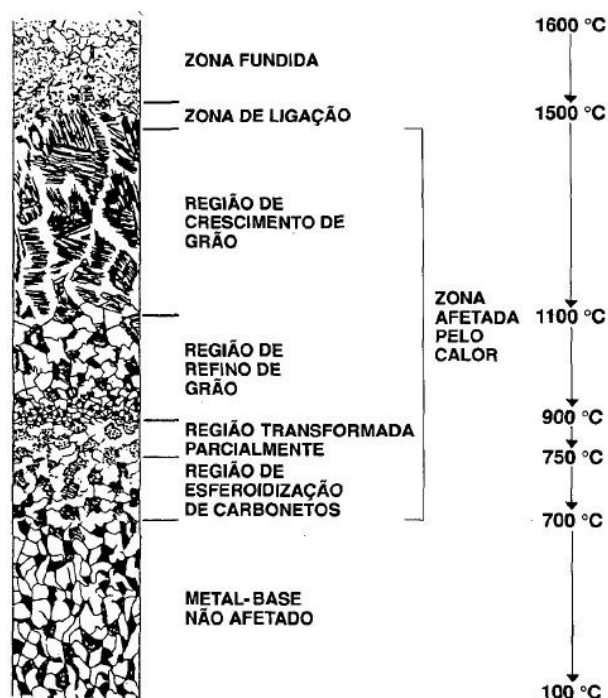 1600 °C
ZONA FUNDIDA
1500 °C
ZONA DE LIGAÇÃO
REGIÃO DE
CRESCIMENTO DE
GRÃO
ZONA
AFETADA
PELO
CALOR
1100 °C
REGIÃO DE
REFINO DE
GRÃO
900 °C
REGIÃO TRANSFORMADA
PARCIALMENTE
750 °C
REGIÃO DE
ESFEROIDIZAÇÃO
DE CARBONETOS
700 °C
METAL-BASE
NÃO AFETADO
100 °C